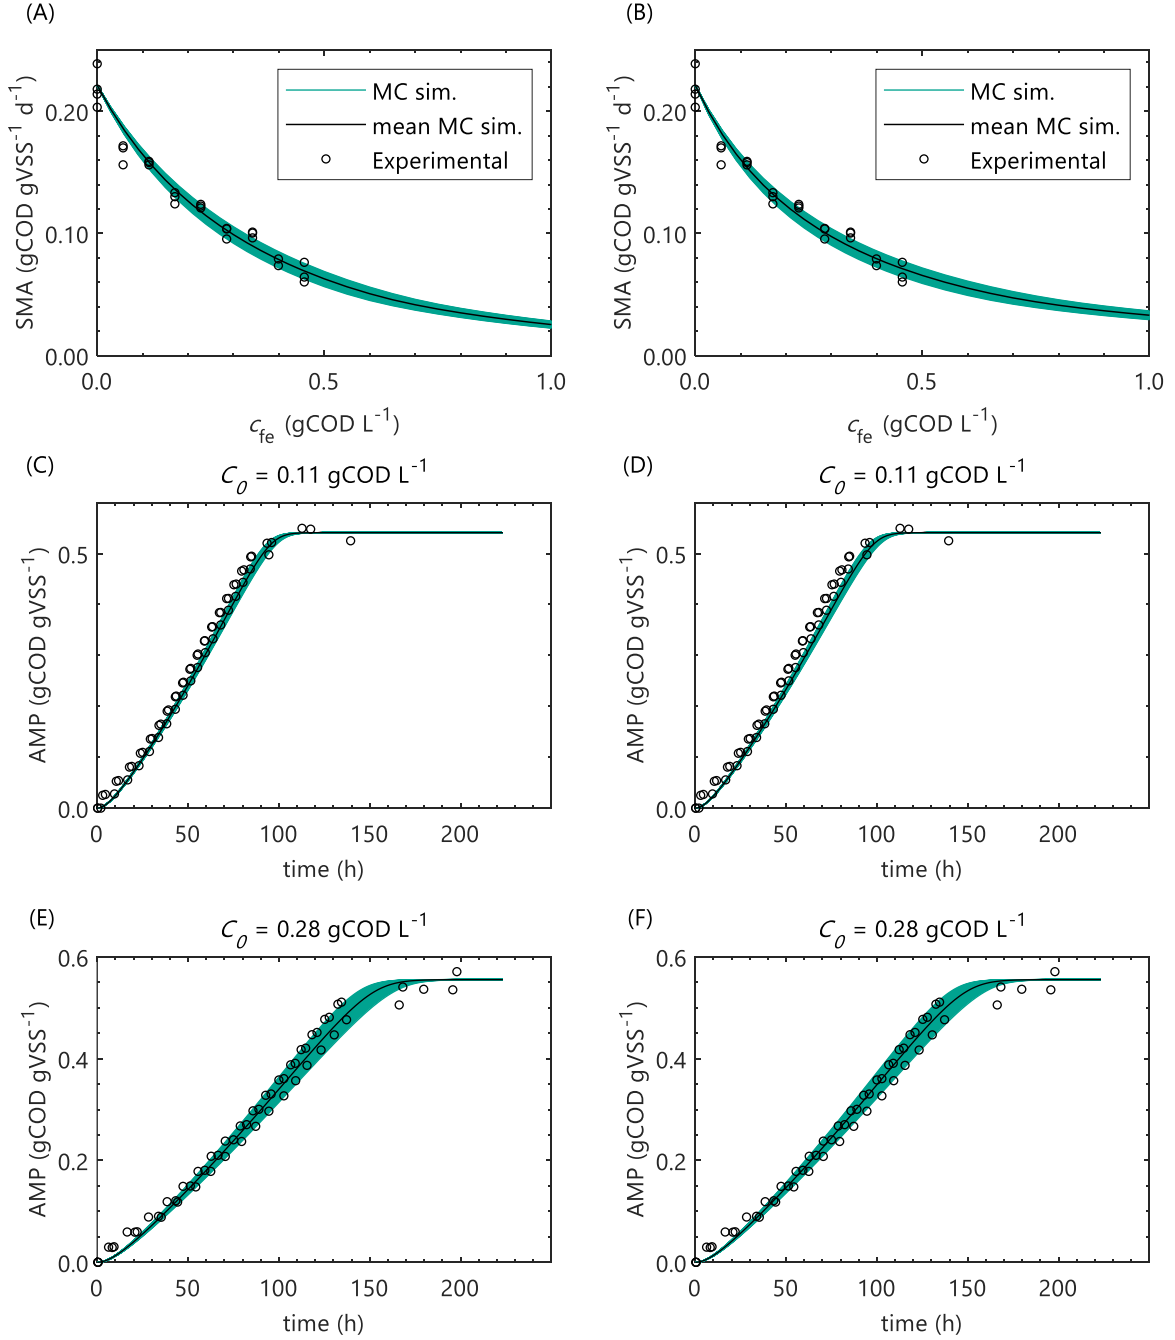 (A)
SMA (gCOD gVSS⁻¹ d⁻¹)
0.20
0.10
0.00
0.0
0.5
1.0
c_fe (gCOD L⁻¹)
MC sim.
mean MC sim.
Experimental
(B)
SMA (gCOD gVSS⁻¹ d⁻¹)
0.20
0.10
0.00
0.0
0.5
1.0
c_fe (gCOD L⁻¹)
MC sim.
mean MC sim.
Experimental
(C)
C_0 = 0.11 gCOD L⁻¹
AMP (gCOD gVSS⁻¹)
0.5
0.0
0
50
100
150
200
time (h)
(D)
C_0 = 0.11 gCOD L⁻¹
AMP (gCOD gVSS⁻¹)
0.5
0.0
0
50
100
150
200
time (h)
(E)
C_0 = 0.28 gCOD L⁻¹
AMP (gCOD gVSS⁻¹)
0.6
0.4
0.2
0.0
0
50
100
150
200
time (h)
(F)
C_0 = 0.28 gCOD L⁻¹
AMP (gCOD gVSS⁻¹)
0.6
0.4
0.2
0.0
0
50
100
150
200
time (h)